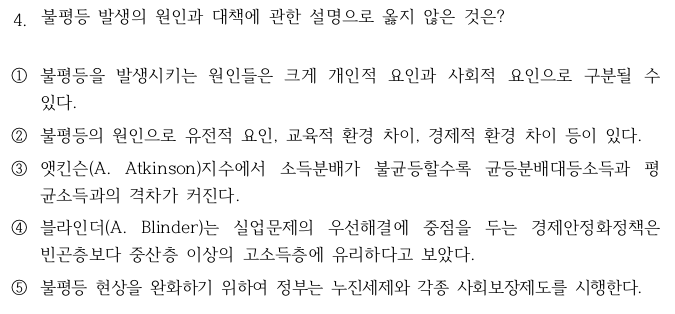 4. 불평등 발생의 원인과 대책에 관한 설명으로 옳지 않은 것은?
① 불평등을 발생시키는 원인들은 크게 개인적 요인과 사회적 요인으로 구분될 수
있다.
② 불평등의 원인으로 유전적 요인, 교육적 환경 차이, 경제적 환경 차이 등이 있다.
③ 앳킨슨(A. Atkinson)지수에서 소득분배가 불균등할수록 균등분배대등소득과 평
균소득과의 격차가 커진다.
④ 블라인더(A. Blinder)는 실업문제의 우선해결에 중점을 두는 경제안정화정책은
빈곤층보다 중산층 이상의 고소득층에 유리하다고 보았다.
⑤ 불평등 현상을 완화하기 위하여 정부는 누진세제와 각종 사회보장제도를 시행한다.